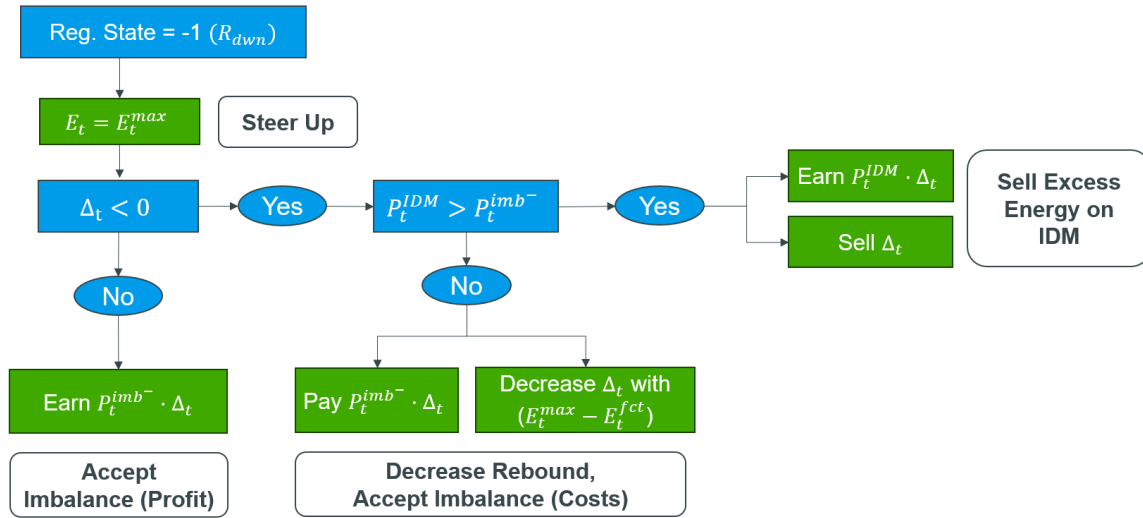 Reg. State = -1 (R_dwn)
E_t = E_t^max
Steer Up
Δ_t < 0
Yes
P_t^IDM > P_t^imb⁻
Yes
Earn P_t^IDM · Δ_t
Sell Δ_t
Sell Excess
Energy on
IDM
No
No
Earn P_t^imb⁻ · Δ_t
Pay P_t^imb⁻ · Δ_t
Decrease Δ_t with
(E_t^max − E_t^fct)
Accept
Imbalance (Profit)
Decrease Rebound,
Accept Imbalance (Costs)